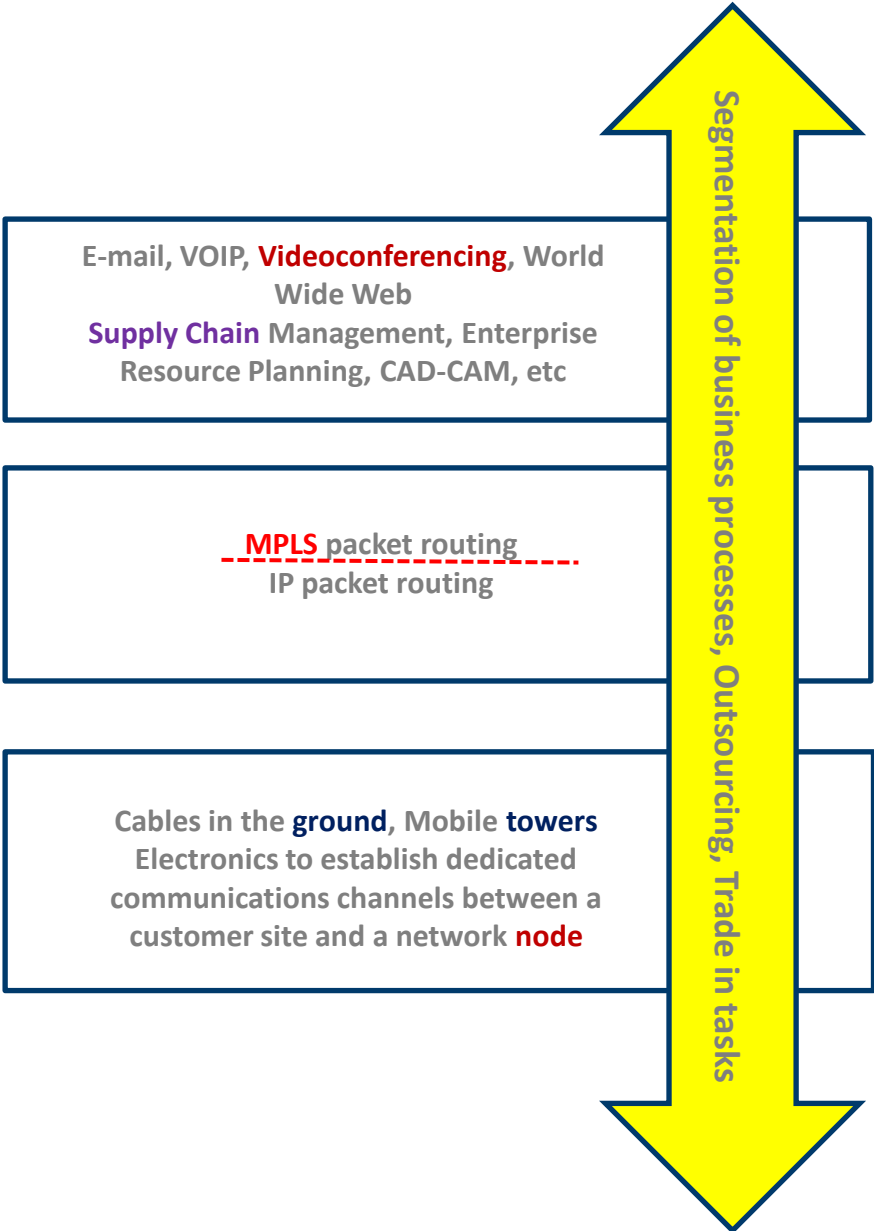 E-mail, VOIP, Videoconferencing, World
Wide Web
Supply Chain Management, Enterprise
Resource Planning, CAD-CAM, etc
MPLS packet routing
IP packet routing
Cables in the ground, Mobile towers
Electronics to establish dedicated
communications channels between a
customer site and a network node
Segmentation of business processes, Outsourcing, Trade in tasks